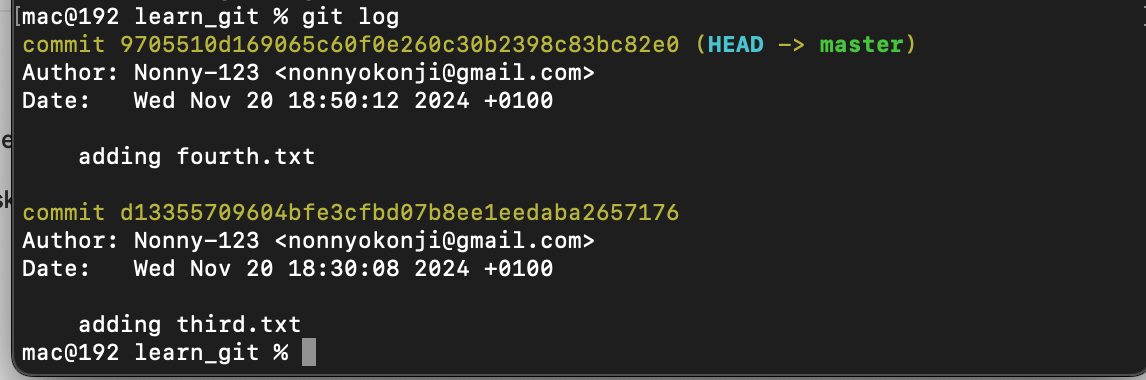 [mac@192 learn_git % git log
commit 9705510d169065c60f0e260c30b2398c83bc82e0 (HEAD -> master)
Author: Nonny-123 <nonnyokonji@gmail.com>
Date:   Wed Nov 20 18:50:12 2024 +0100
    adding fourth.txt
commit d13355709604bfe3cfbd07b8ee1eedaba2657176
Author: Nonny-123 <nonnyokonji@gmail.com>
Date:   Wed Nov 20 18:30:08 2024 +0100
    adding third.txt
mac@192 learn_git %